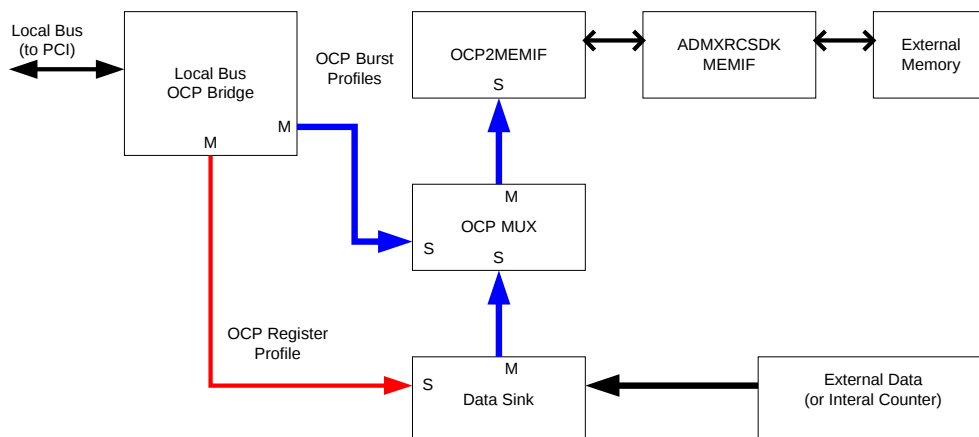 Local Bus
(to PCI)
Local Bus
OCP Bridge
M
M
OCP Burst
Profiles
OCP2MEMIF
S
ADMXRCSDK
MEMIF
External
Memory
M
OCP MUX
S
S
OCP Register
Profile
M
S
Data Sink
External Data
(or Interal Counter)